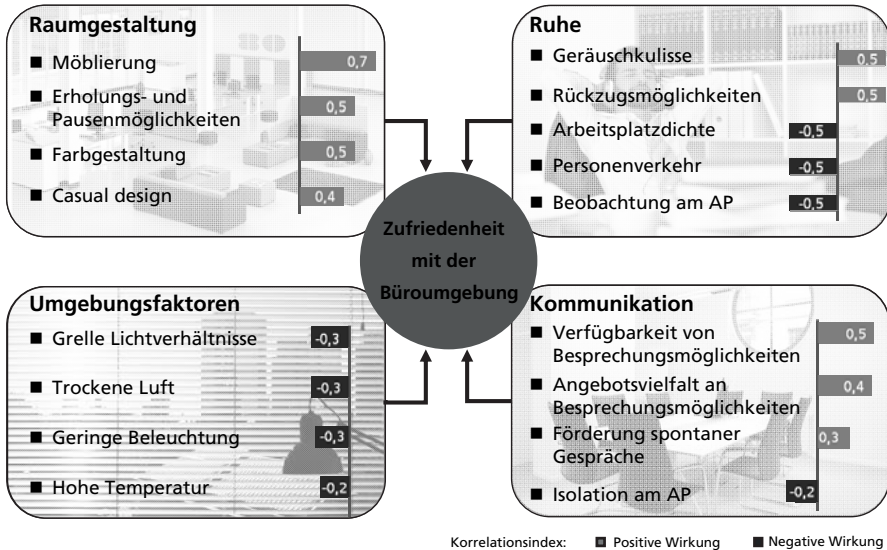 Raumgestaltung
■ Möblierung 0,7
■ Erholungs- und
Pausenmöglichkeiten 0,5
■ Farbgestaltung 0,5
■ Casual design 0,4
Ruhe
■ Geräuschkulisse 0.5
■ Rückzugsmöglichkeiten 0.5
■ Arbeitsplatzdichte -0,5
■ Personenverkehr -0,5
■ Beobachtung am AP -0,5
Zufriedenheit
mit der
Büroumgebung
Umgebungsfaktoren
■ Grelle Lichtverhältnisse -0,3
■ Trockene Luft -0,3
■ Geringe Beleuchtung -0,3
■ Hohe Temperatur -0,2
Kommunikation
■ Verfügbarkeit von
Besprechungsmöglichkeiten 0,5
■ Angebotsvielfalt an
Besprechungsmöglichkeiten 0,4
■ Förderung spontaner
Gespräche 0,3
■ Isolation am AP -0,2
Korrelationsindex: ■ Positive Wirkung ■ Negative Wirkung